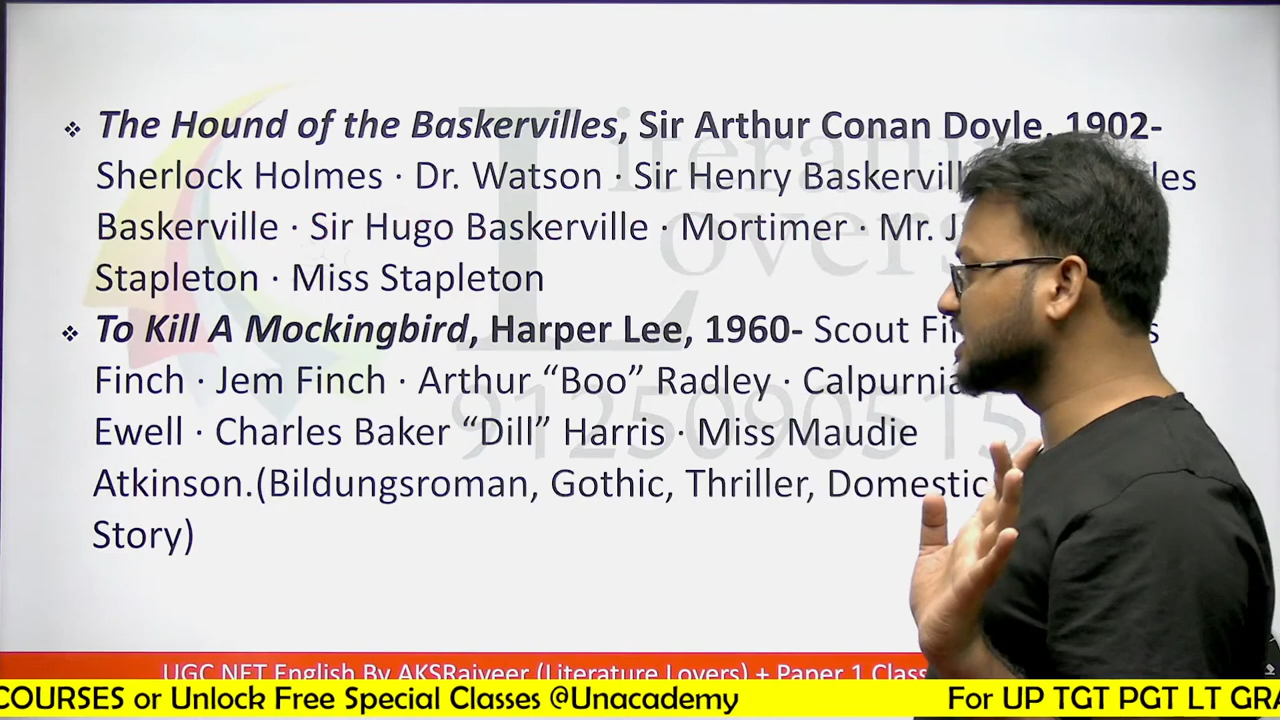 ❖ The Hound of the Baskervilles, Sir Arthur Conan Doyle, 1902-
Sherlock Holmes · Dr. Watson · Sir Henry
Baskerville · Sir Hugo Baskerville · Mortimer · Mr.
Stapleton · Miss Stapleton
❖ To Kill A Mockingbird, Harper Lee, 1960- Scout
Finch · Jem Finch · Arthur “Boo” Radley · Calpurnia
Ewell · Charles Baker “Dill” Harris · Miss Maudie
Atkinson.(Bildungsroman, Gothic, Thriller, Domestic
Story)
Literature
Lovers
9125090515
UGC NET English By AKSRajveer (Literature Lovers) + Paper 1
COURSES or Unlock Free Special Classes @Unacademy For UP TGT PGT LT